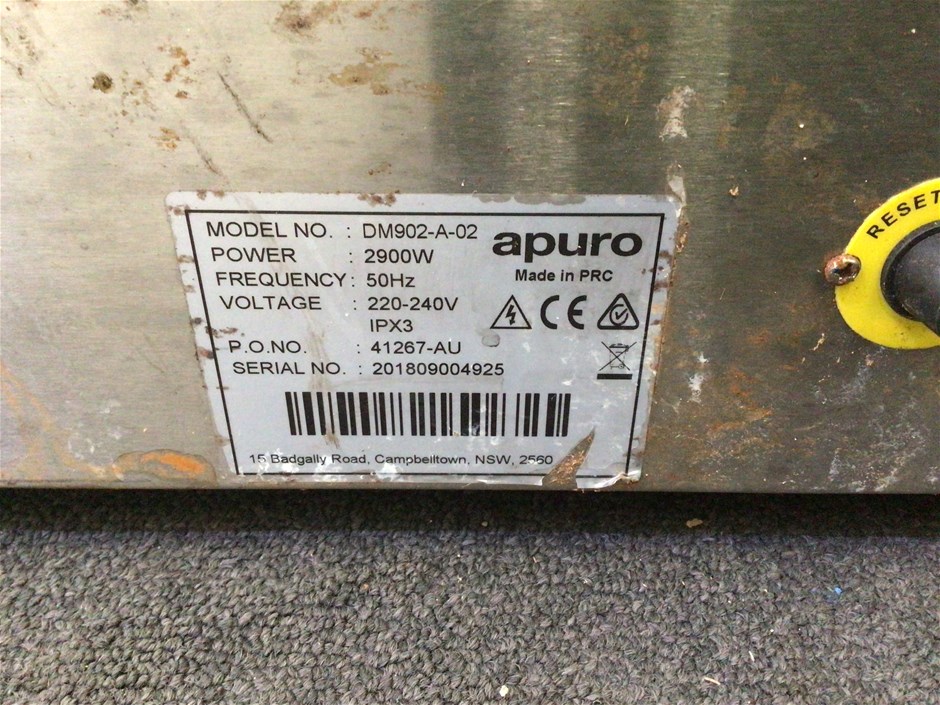 MODEL NO. : DM902-A-02
apuro
POWER : 2900W
Made in PRC
FREQUENCY : 50Hz
VOLTAGE : 220-240V
IPX3
P.O.NO. : 41267-AU
SERIAL NO. : 201809004925
15 Badgally Road, Campbelltown, NSW, 2560
RESET
CE